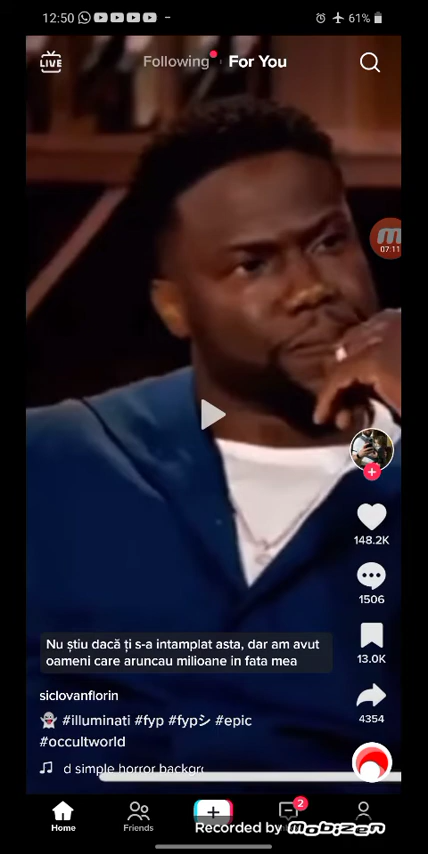 12:50
61%
LIVE
Following
For You
07:11
148.2K
1506
13.0K
4354
Nu știu dacă ți s-a intamplat asta, dar am avut
oameni care aruncau milioane in fata mea
siclovanflorin
👻 #illuminati #fyp #fypシ #epic
#occultworld
d simple horror backgro
2
Home
Friends
Recorded by mobizen